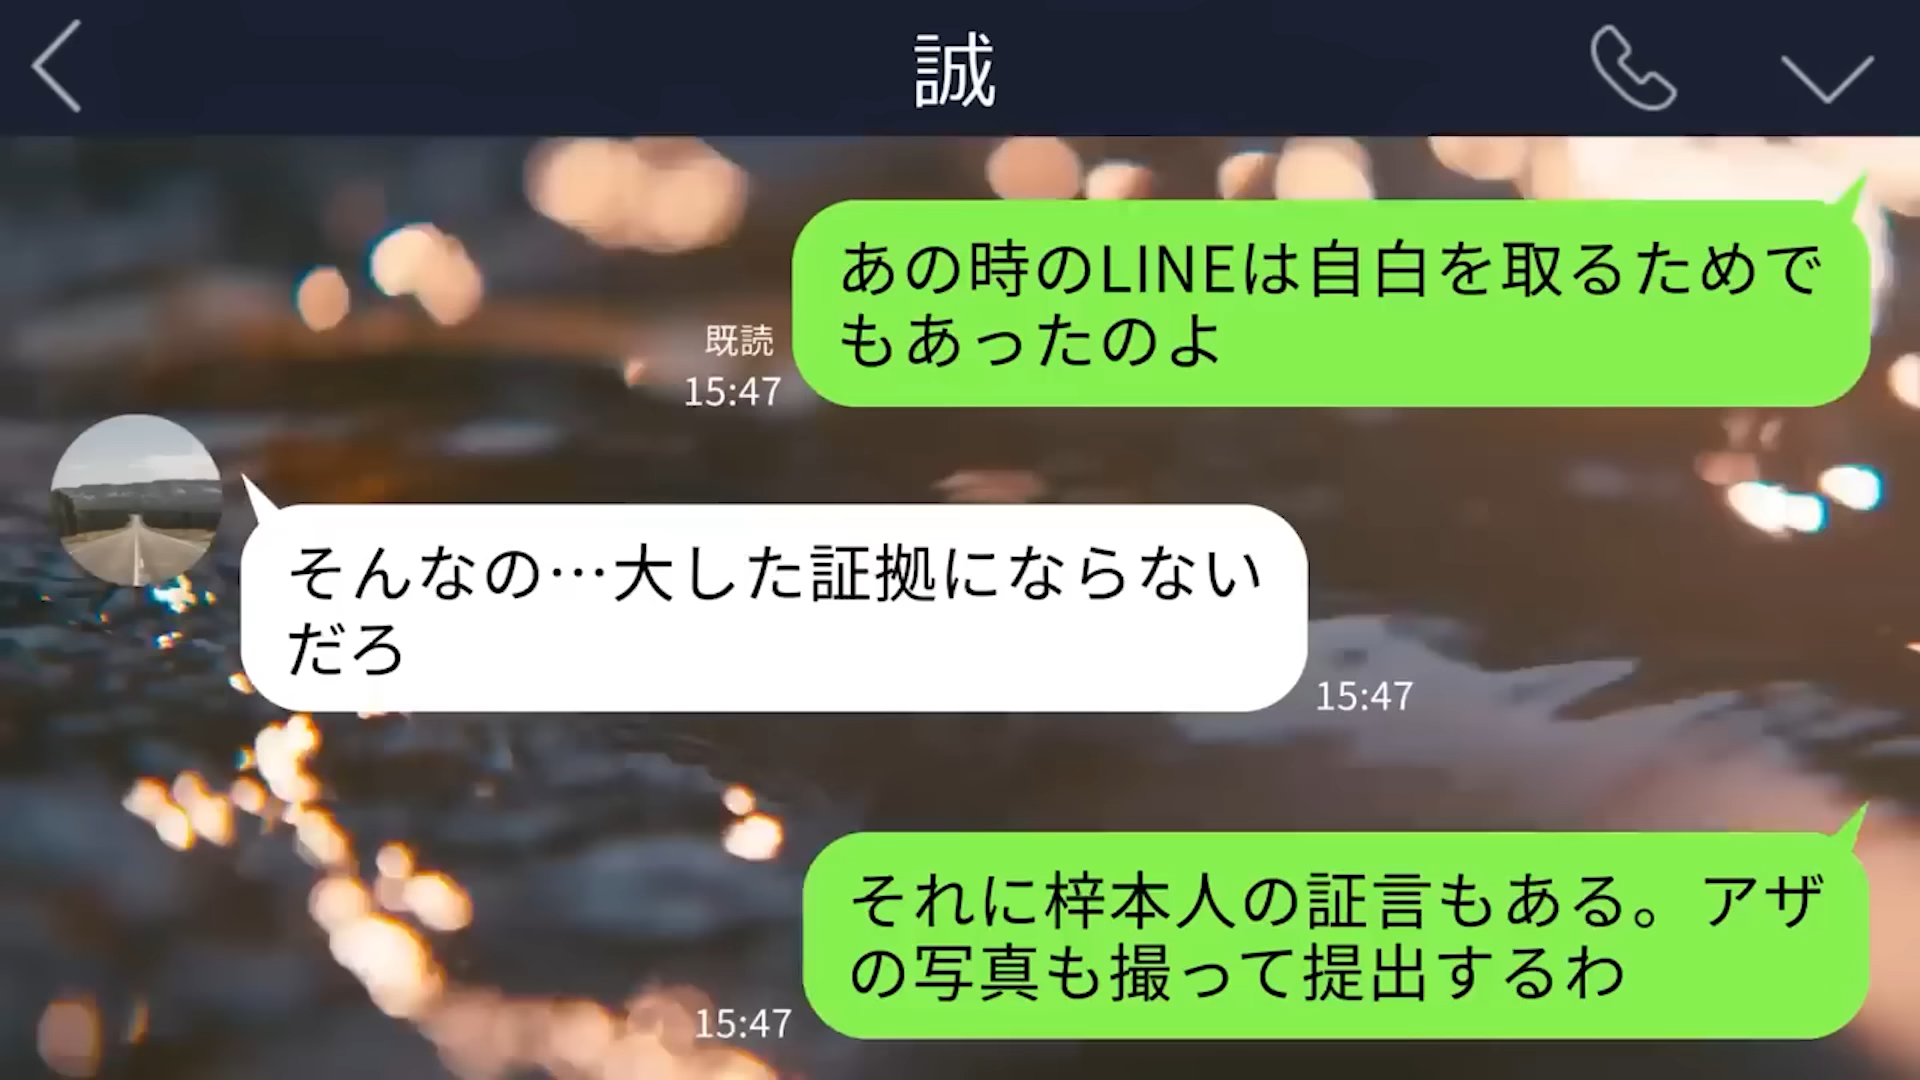 誠
あの時のLINEは自白を取るためで
もあったのよ
既読
15:47
そんなの…大した証拠にならない
だろ
15:47
それに梓本人の証言もある。アザ
の写真も撮って提出するわ
15:47